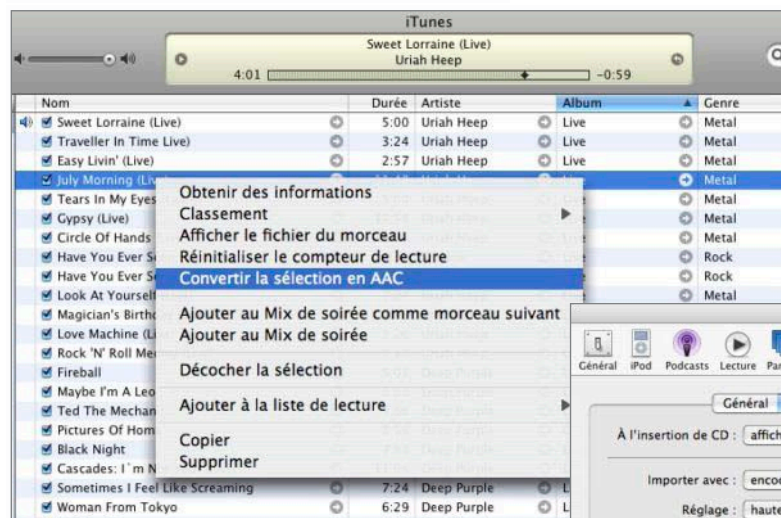 iTunes
Sweet Lorraine (Live)
Uriah Heep
4:01 -0:59
Nom Durée Artiste Album Genre
Sweet Lorraine (Live) 5:00 Uriah Heep Live Metal
Traveller In Time Live) 3:24 Uriah Heep Live Metal
Easy Livin' (Live) 2:57 Uriah Heep Live Metal
July Morning Metal
Tears In My Eyes Metal
Gypsy (Live) Metal
Circle Of Hands Metal
Have You Ever Rock
Have You Ever Rock
Look At Yourself Metal
Magician's
Love Machine
Rock 'N' Roll
Fireball
Maybe I'm A
Ted The
Pictures Of
Black Night
Cascades: I`m
Sometimes I Feel Like Screaming 7:24 Deep Purple
Woman From Tokyo 6:29 Deep Purple
Obtenir des informations
Classement
Afficher le fichier du morceau
Réinitialiser le compteur de lecture
Convertir la sélection en AAC
Ajouter au Mix de soirée comme morceau suivant
Ajouter au Mix de soirée
Décocher la sélection
Ajouter à la liste de lecture
Copier
Supprimer
Général iPod Podcasts Lecture
Général
À l'insertion de CD :
Importer avec :
Réglage : haute